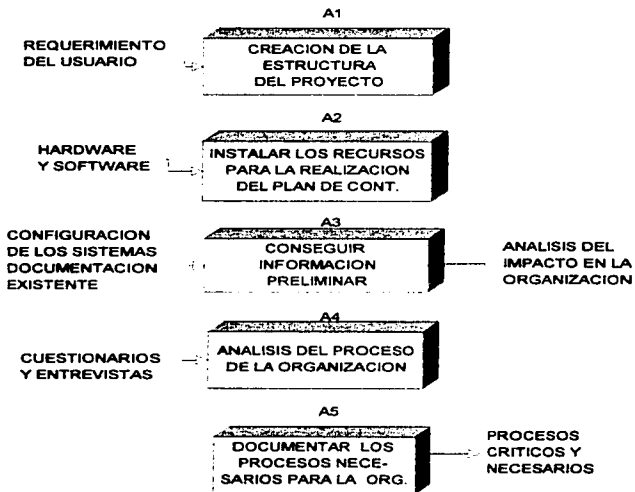 A1
REQUERIMIENTO
DEL USUARIO
CREACION DE LA
ESTRUCTURA
DEL PROYECTO
A2
HARDWARE
Y SOFTWARE
INSTALAR LOS RECURSOS
PARA LA REALIZACION
DEL PLAN DE CONT.
A3
CONFIGURACION
DE LOS SISTEMAS
DOCUMENTACION
EXISTENTE
CONSEGUIR
INFORMACION
PRELIMINAR
ANALISIS DEL
IMPACTO EN LA
ORGANIZACION
A4
CUESTIONARIOS
Y ENTREVISTAS
ANALISIS DEL PROCESO
DE LA ORGANIZACION
A5
DOCUMENTAR LOS
PROCESOS NECE-
SARIOS PARA LA ORG.
PROCESOS
CRITICOS Y
NECESARIOS